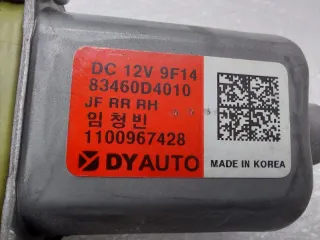 DC 12V 9F14
83460D4010
JF RR RH
임 청 빈
1100967428
DYAUTO
MADE IN KOREA